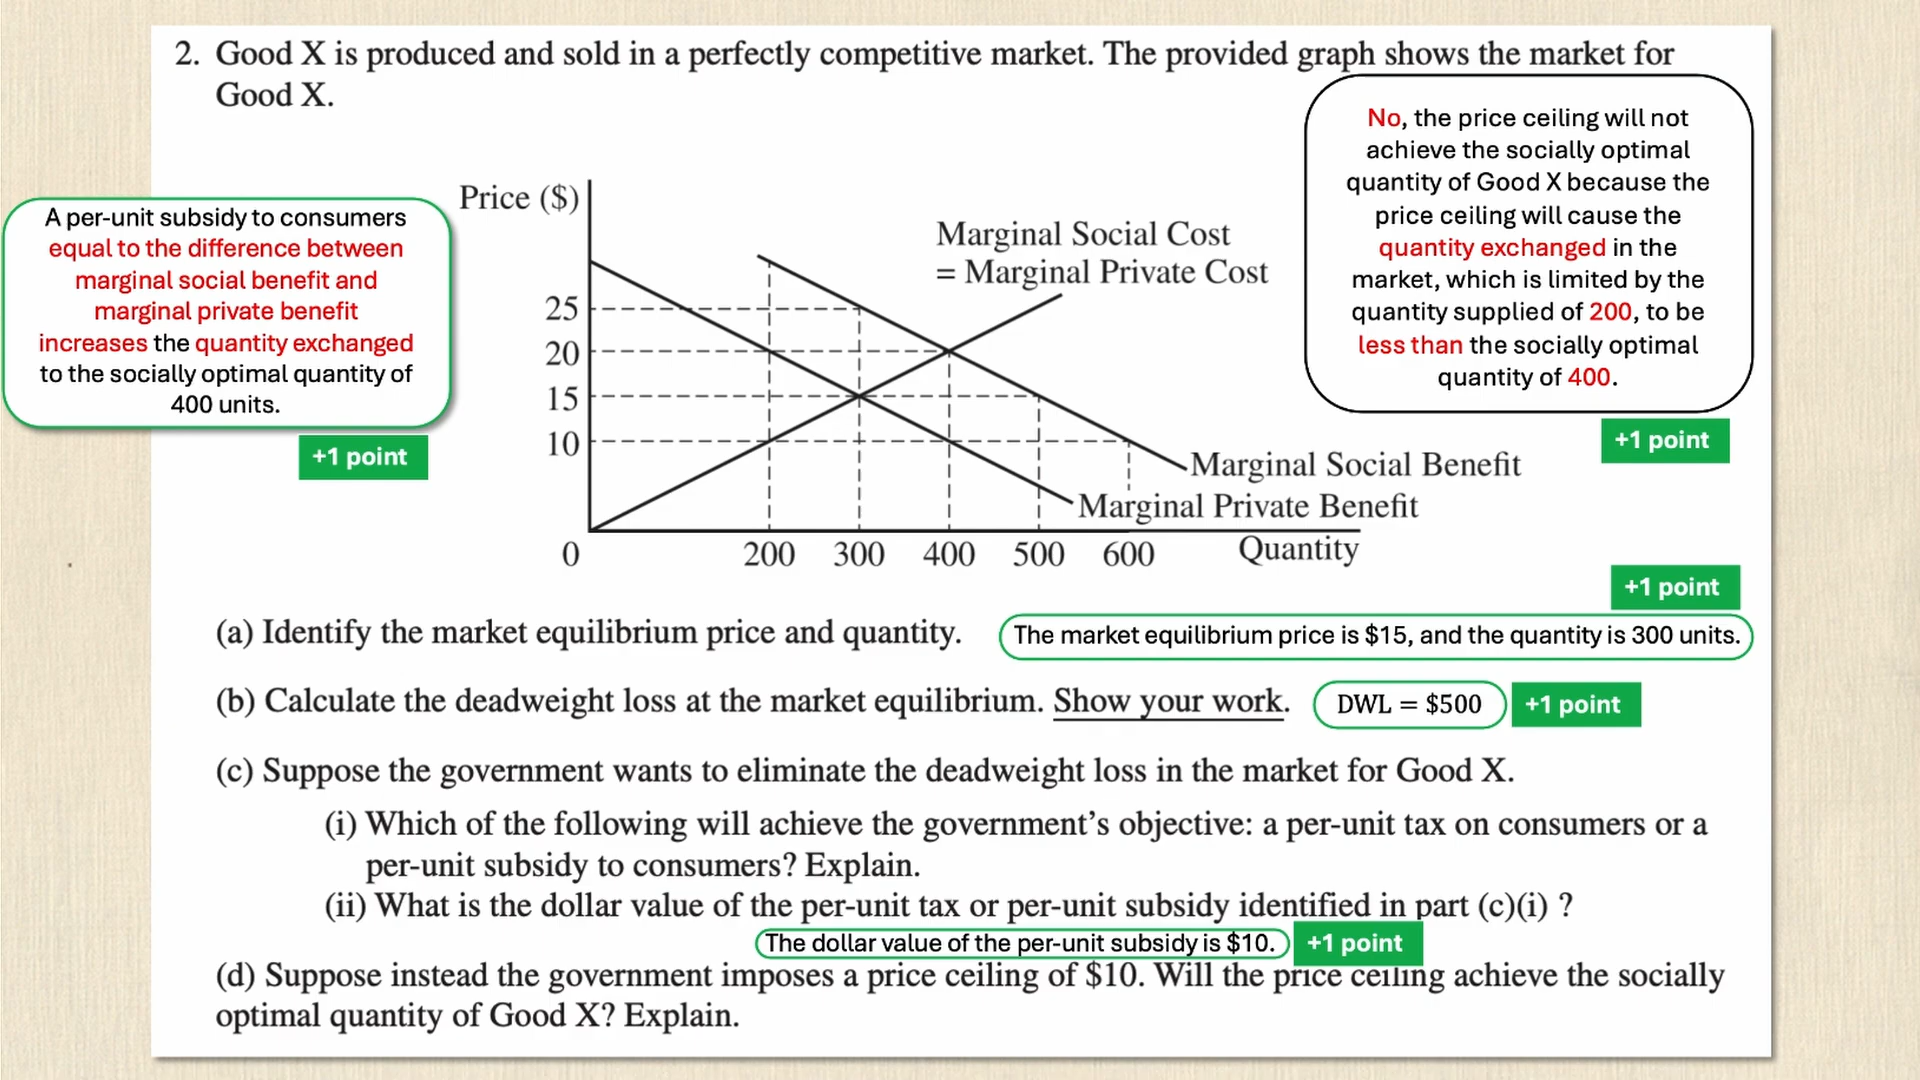 2. Good X is produced and sold in a perfectly competitive market. The provided graph shows the market for
Good X.
No, the price ceiling will not
achieve the socially optimal
quantity of Good X because the
price ceiling will cause the
quantity exchanged in the
market, which is limited by the
quantity supplied of 200, to be
less than the socially optimal
quantity of 400.
+1 point
A per-unit subsidy to consumers
equal to the difference between
marginal social benefit and
marginal private benefit
increases the quantity exchanged
to the socially optimal quantity of
400 units.
+1 point
Price ($)
Marginal Social Cost
= Marginal Private Cost
25
20
15
10
Marginal Social Benefit
Marginal Private Benefit
0 200 300 400 500 600 Quantity
+1 point
(a) Identify the market equilibrium price and quantity. The market equilibrium price is $15, and the quantity is 300 units.
(b) Calculate the deadweight loss at the market equilibrium. Show your work. DWL = $500 +1 point
(c) Suppose the government wants to eliminate the deadweight loss in the market for Good X.
(i) Which of the following will achieve the government's objective: a per-unit tax on consumers or a
per-unit subsidy to consumers? Explain.
(ii) What is the dollar value of the per-unit tax or per-unit subsidy identified in part (c)(i) ?
The dollar value of the per-unit subsidy is $10. +1 point
(d) Suppose instead the government imposes a price ceiling of $10. Will the price ceiling achieve the socially
optimal quantity of Good X? Explain.